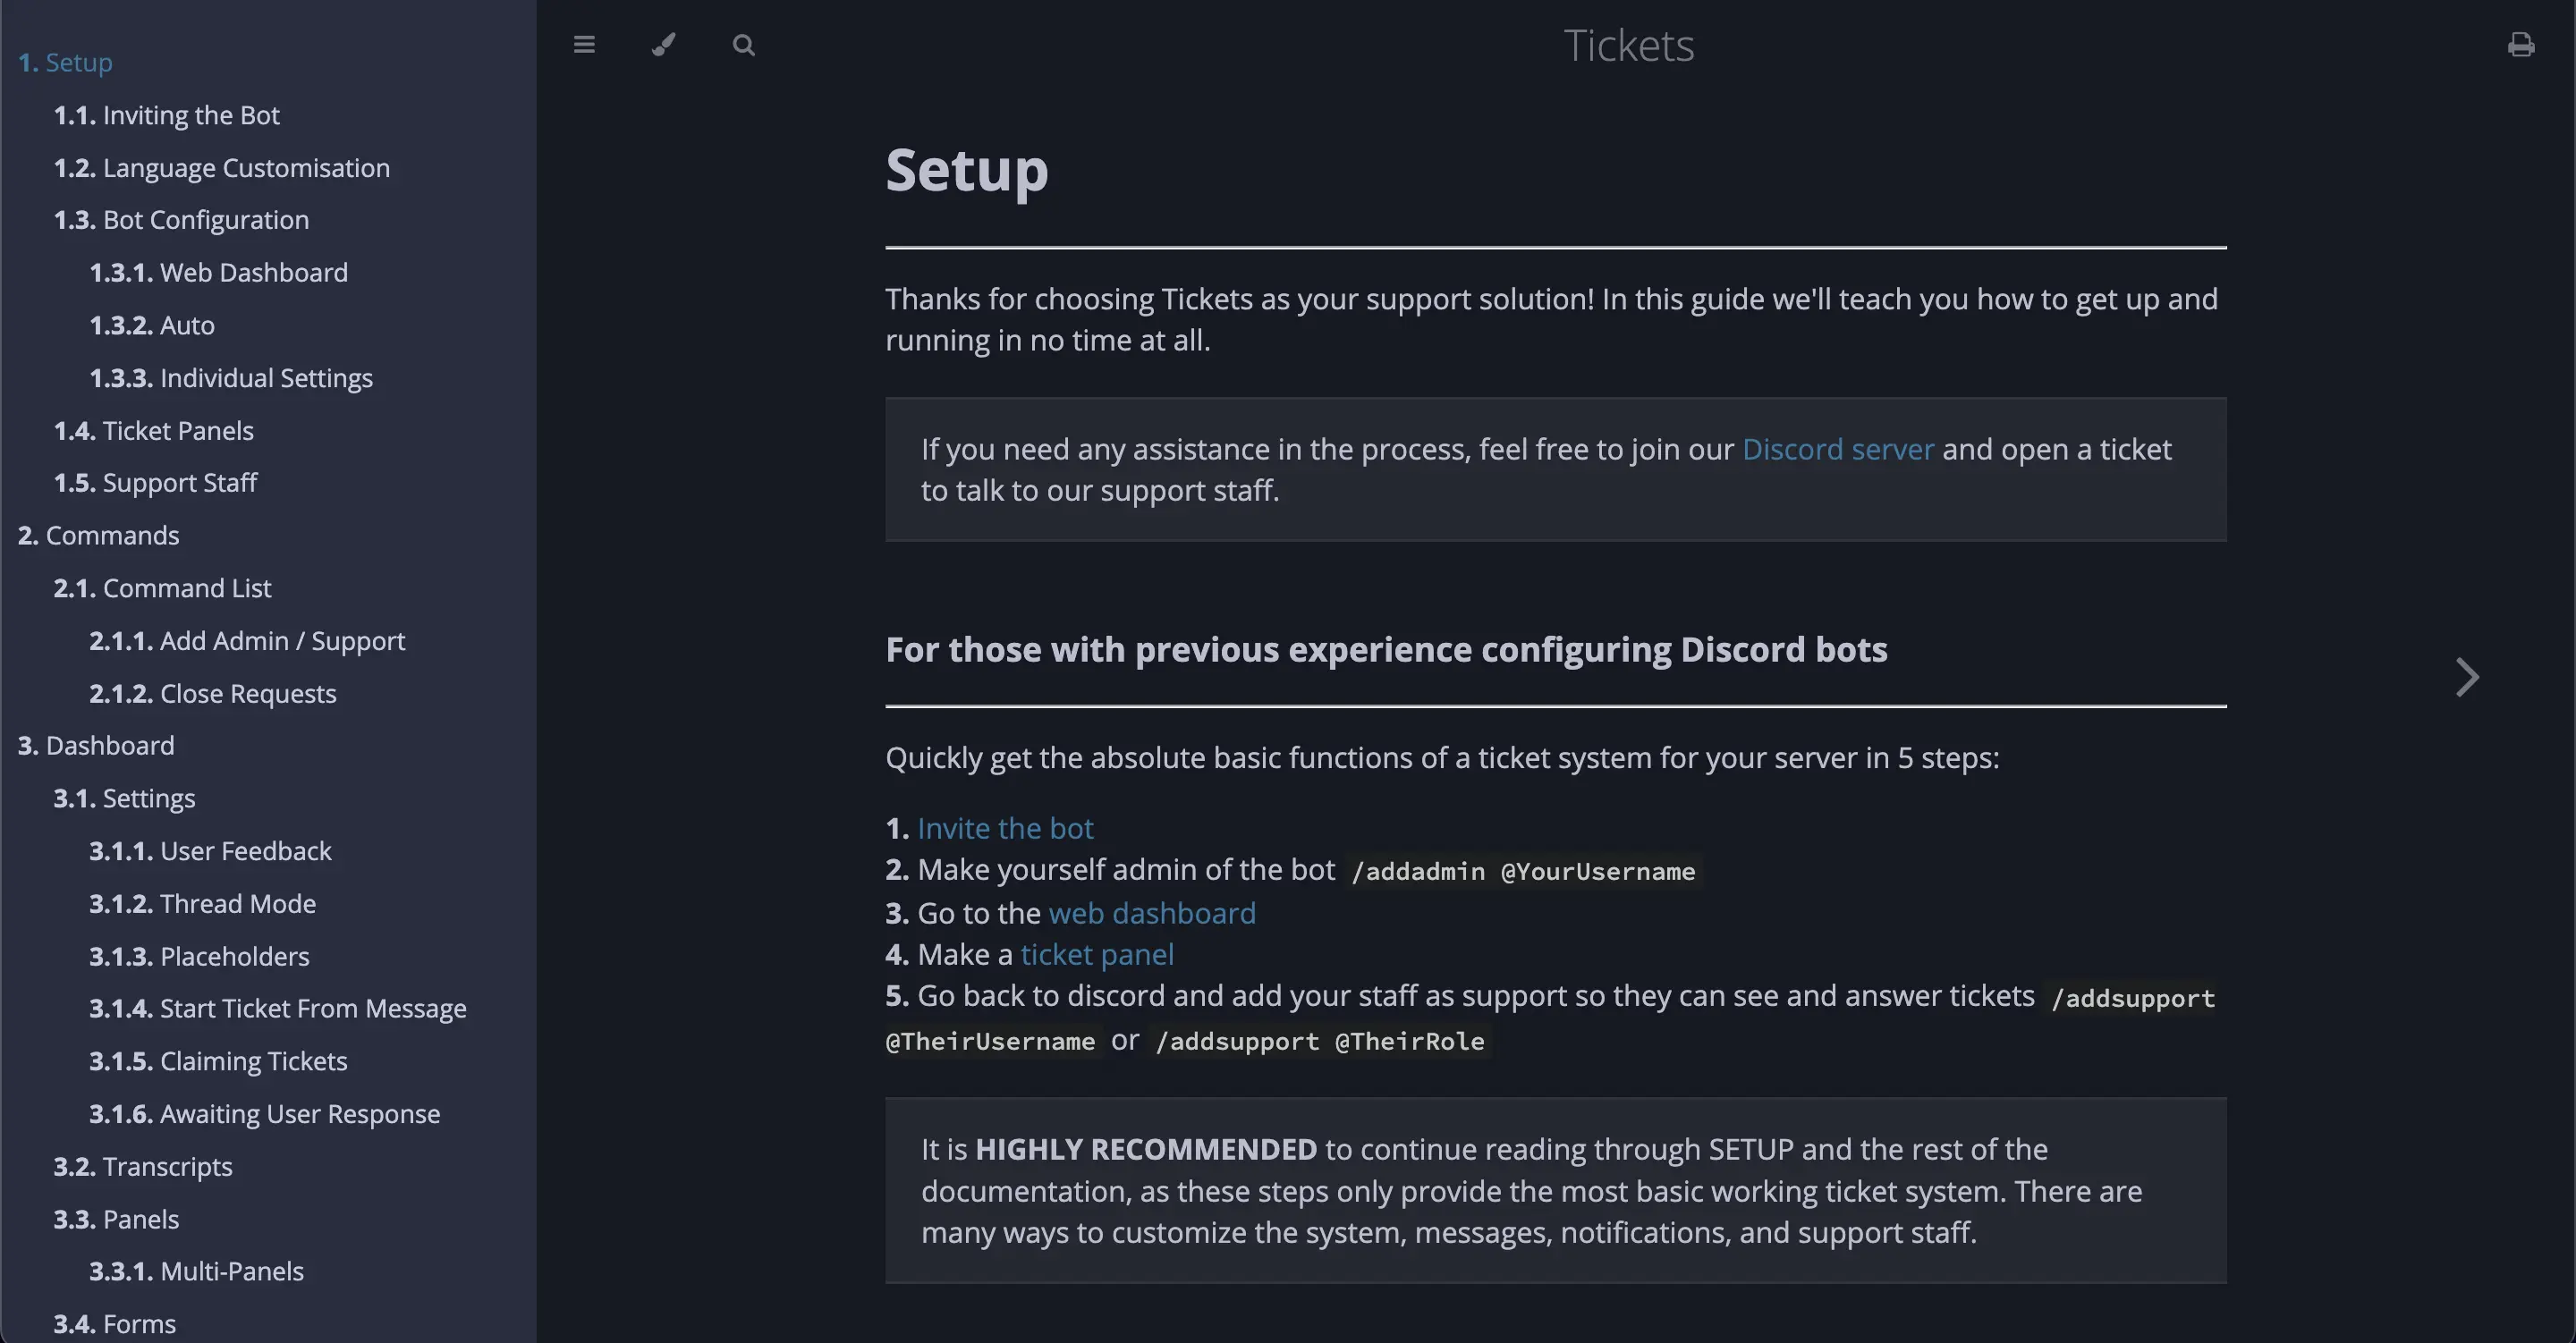 1. Setup
1.1. Inviting the Bot
1.2. Language Customisation
1.3. Bot Configuration
1.3.1. Web Dashboard
1.3.2. Auto
1.3.3. Individual Settings
1.4. Ticket Panels
1.5. Support Staff
2. Commands
2.1. Command List
2.1.1. Add Admin / Support
2.1.2. Close Requests
3. Dashboard
3.1. Settings
3.1.1. User Feedback
3.1.2. Thread Mode
3.1.3. Placeholders
3.1.4. Start Ticket From Message
3.1.5. Claiming Tickets
3.1.6. Awaiting User Response
3.2. Transcripts
3.3. Panels
3.3.1. Multi-Panels
3.4. Forms
Tickets
Setup
Thanks for choosing Tickets as your support solution! In this guide we'll teach you how to get up and
running in no time at all.
If you need any assistance in the process, feel free to join our Discord server and open a ticket
to talk to our support staff.
For those with previous experience configuring Discord bots
Quickly get the absolute basic functions of a ticket system for your server in 5 steps:
1. Invite the bot
2. Make yourself admin of the bot /addadmin @YourUsername
3. Go to the web dashboard
4. Make a ticket panel
5. Go back to discord and add your staff as support so they can see and answer tickets /addsupport
@TheirUsername or /addsupport @TheirRole
It is HIGHLY RECOMMENDED to continue reading through SETUP and the rest of the
documentation, as these steps only provide the most basic working ticket system. There are
many ways to customize the system, messages, notifications, and support staff.